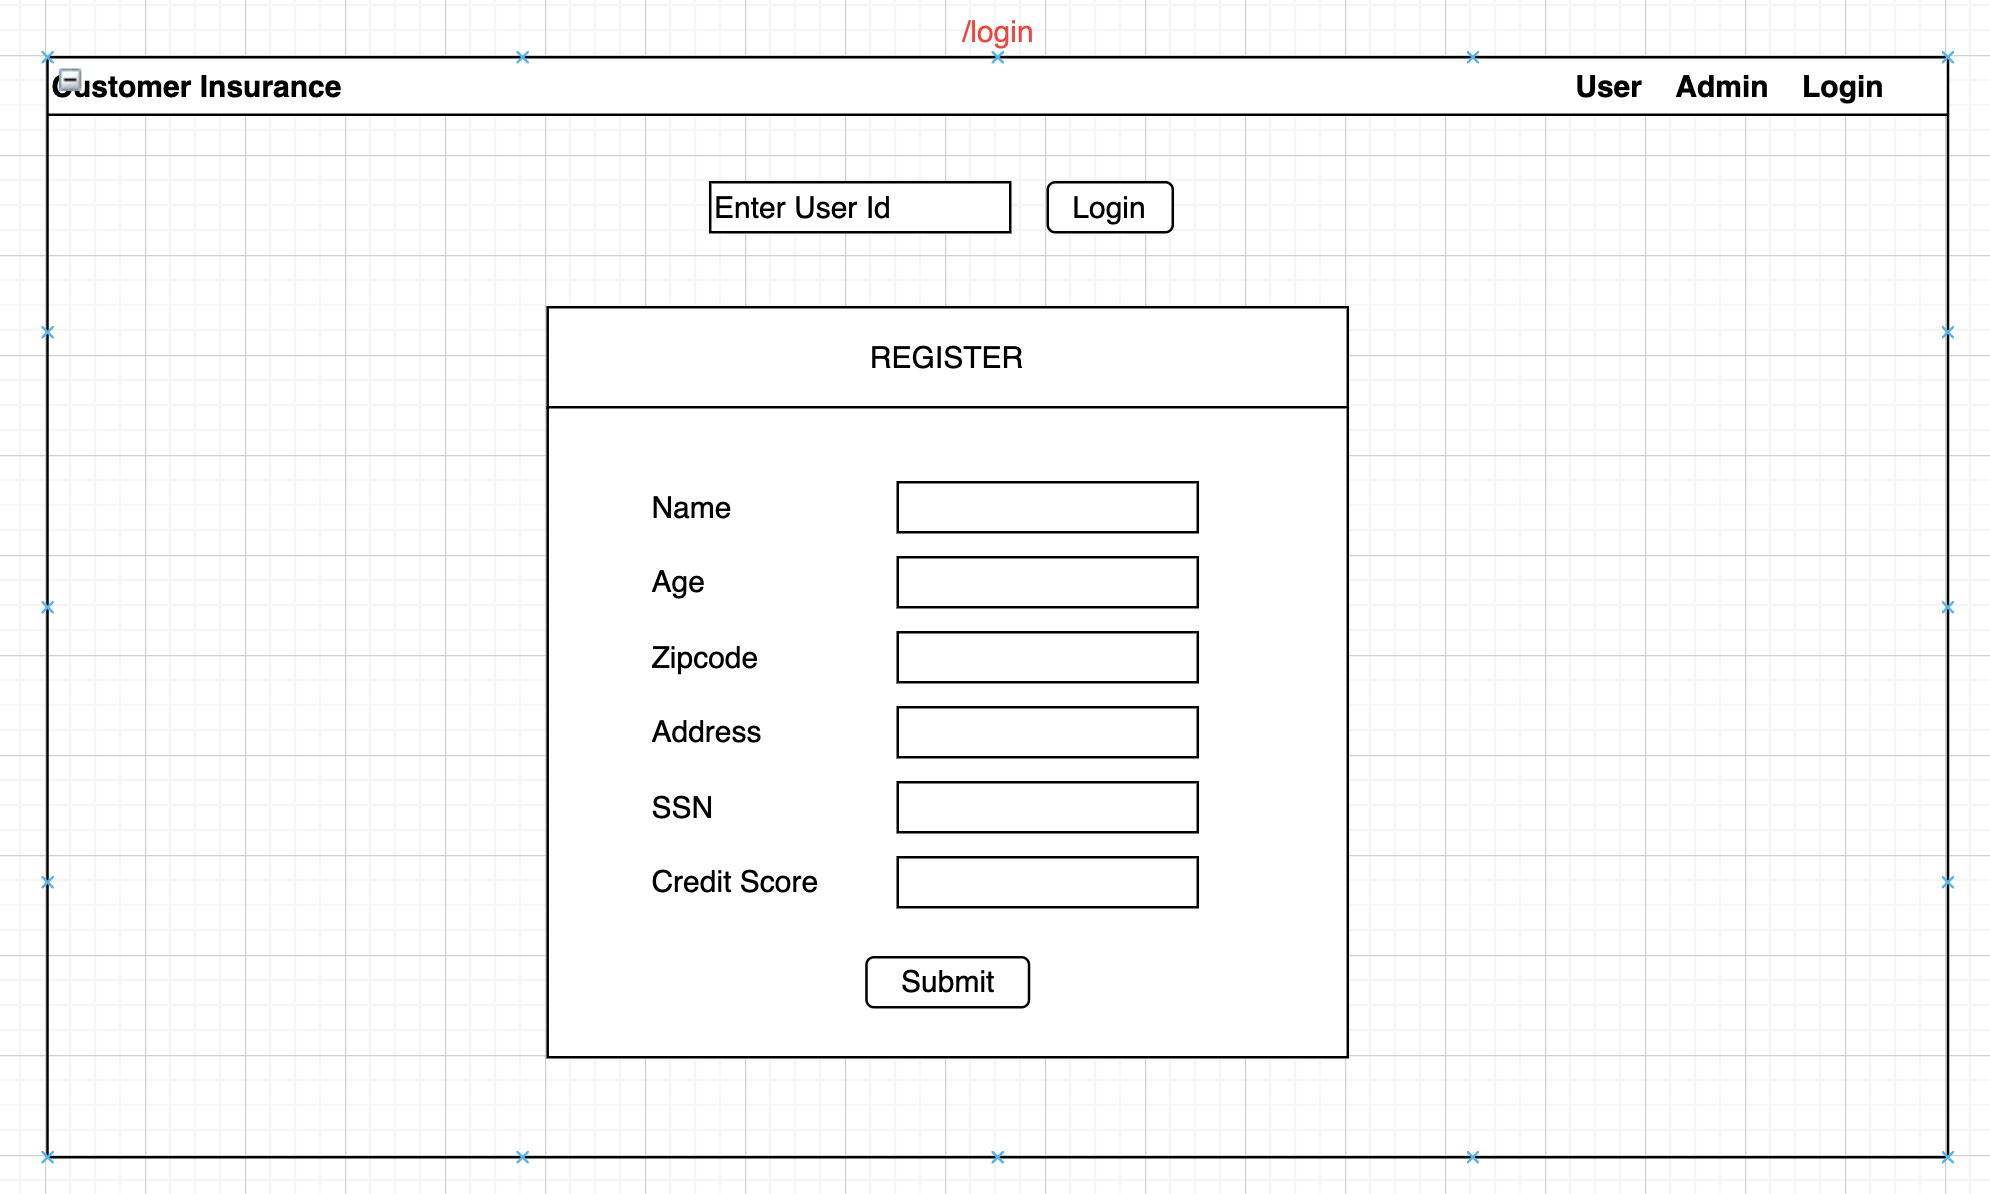 /login
Customer Insurance User Admin Login
Enter User Id Login
REGISTER
Name
Age
Zipcode
Address
SSN
Credit Score
Submit